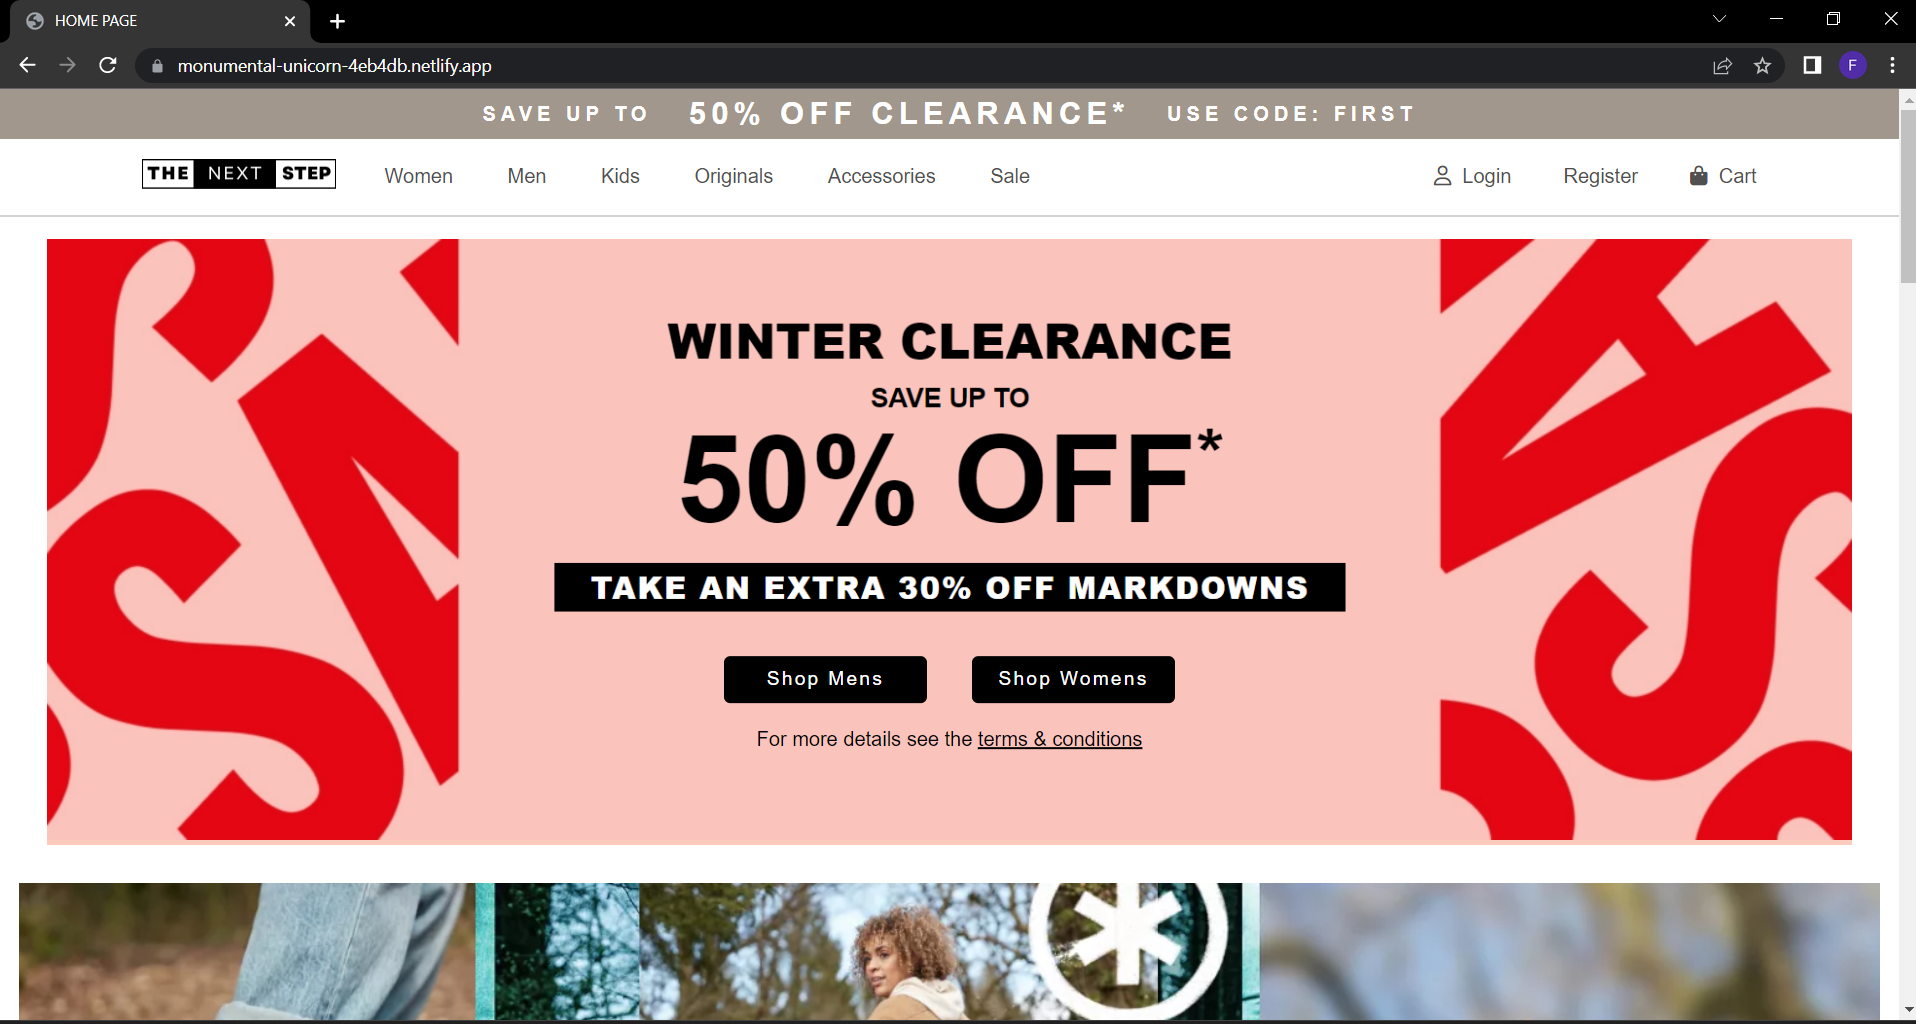 HOME PAGE
monumental-unicorn-4eb4db.netlify.app
F
SAVE UP TO 50% OFF CLEARANCE* USE CODE: FIRST
THE NEXT STEP Women Men Kids Originals Accessories Sale Login Register Cart
WINTER CLEARANCE
SAVE UP TO
50% OFF*
TAKE AN EXTRA 30% OFF MARKDOWNS
Shop Mens Shop Womens
For more details see the terms & conditions